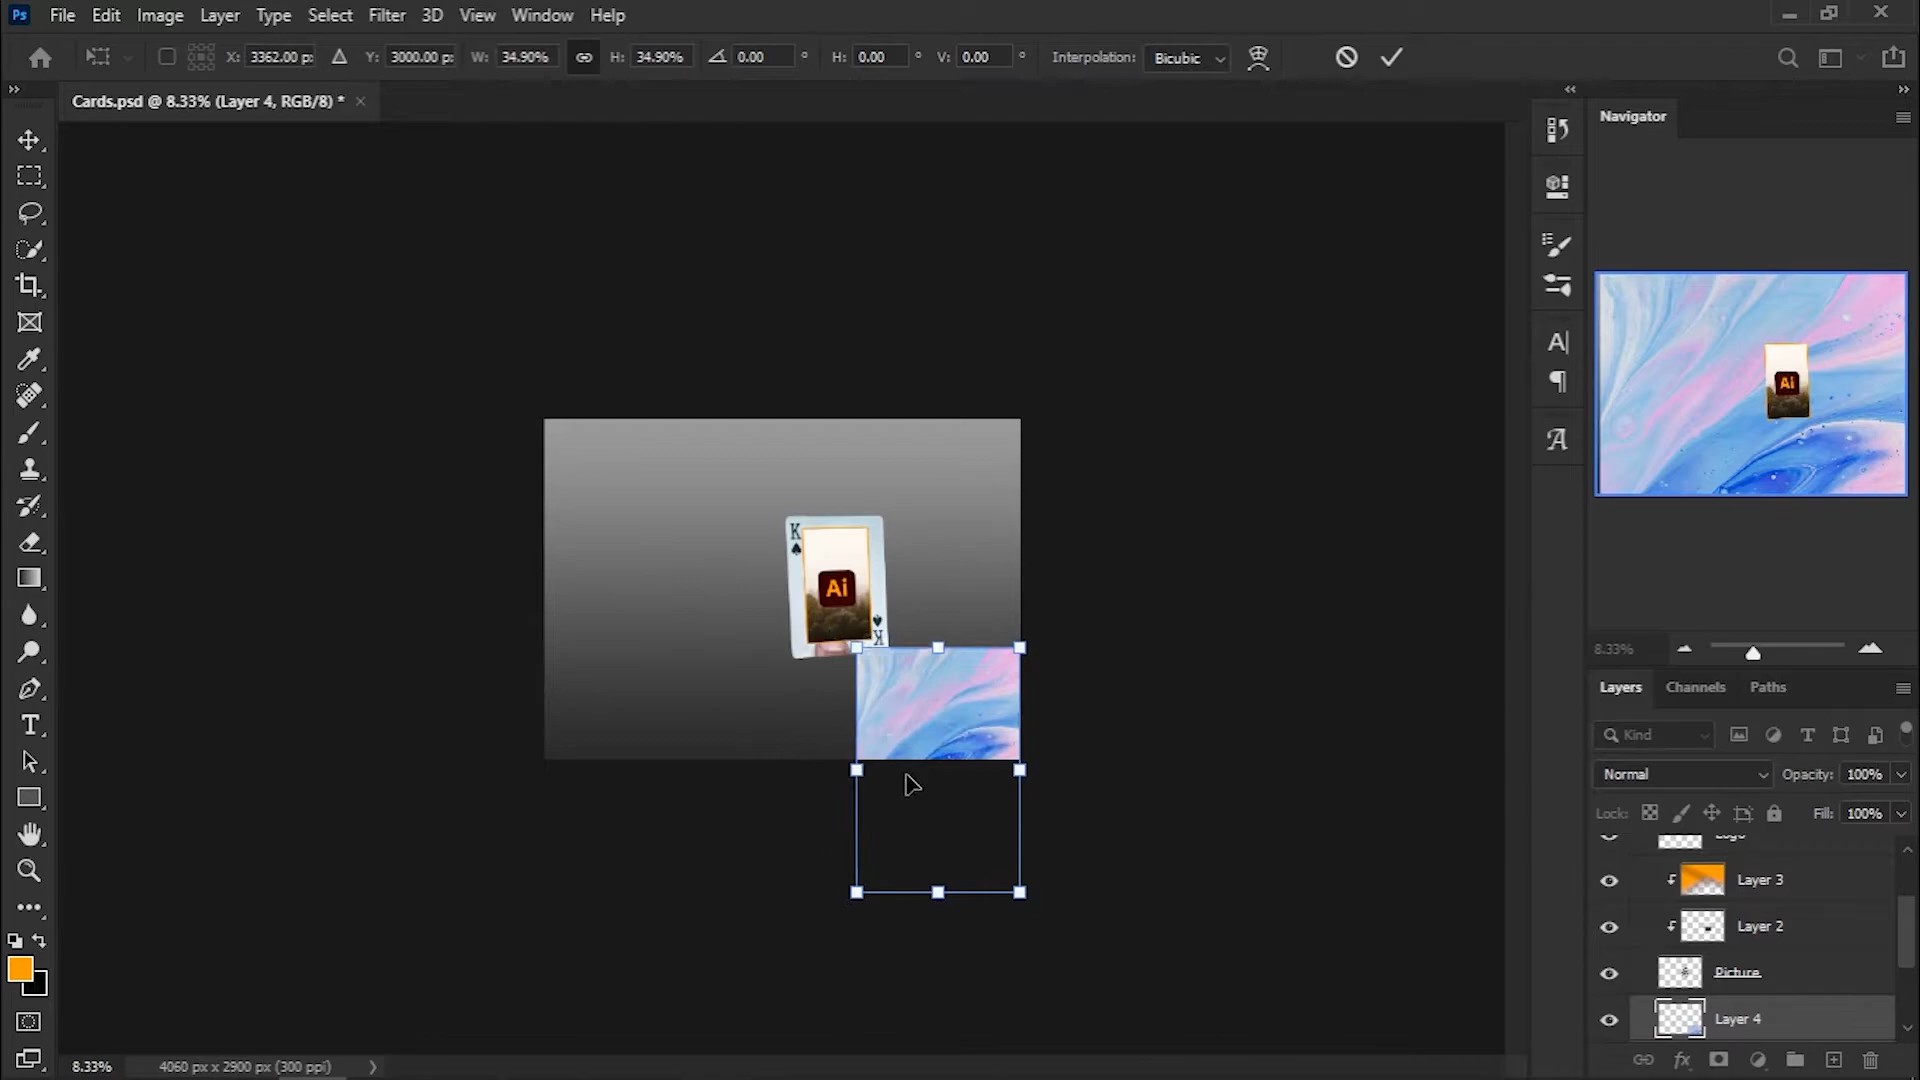 Ps File Edit Image Layer Type Select Filter 3D View Window Help
X: 3362.00 p: Y: 3000.00 p: W: 34.90% H: 34.90% 0.00 ° H: 0.00 ° V: 0.00 ° Interpolation: Bicubic
Cards.psd @ 8.33% (Layer 4, RGB/8) *
Navigator
Ai
K
Ai
K
8.33%
Layers Channels Paths
Kind
Normal Opacity: 100%
Lock: Fill: 100%
Layer 3
Layer 2
Picture
Layer 4
8.33% 4060 px x 2900 px (300 ppi)